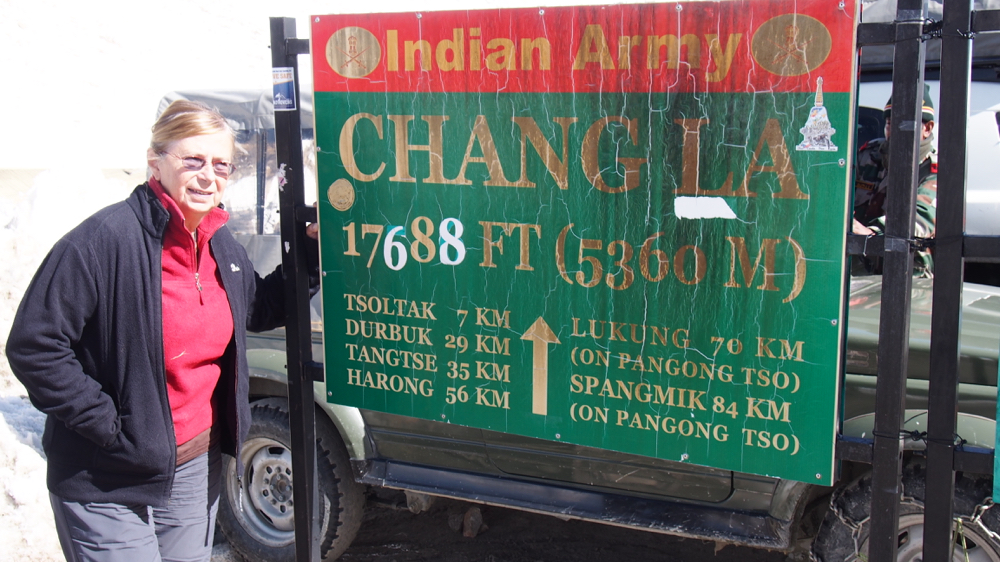 Indian Army
CHANG LA
17688 FT (5360 M)
TSOLTAK 7 KM
DURBUK 29 KM
TANGTSE 35 KM
HARONG 56 KM
LUKUNG 70 KM
(ON PANGONG TSO)
SPANGMIK 84 KM
(ON PANGONG TSO)